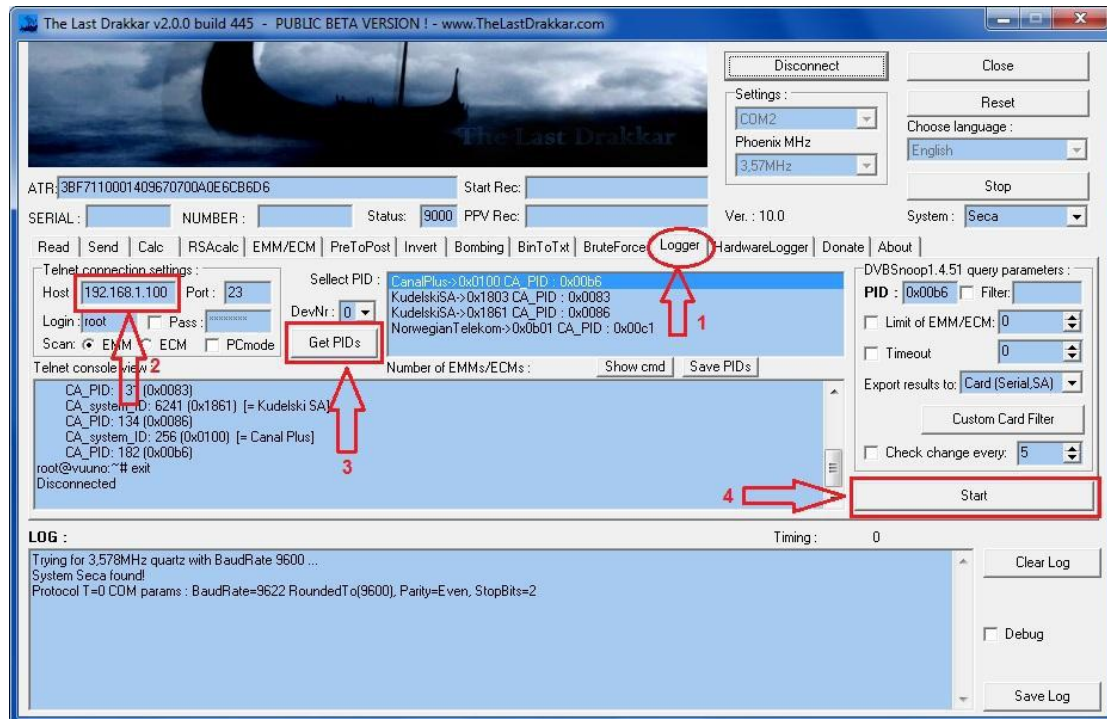 The Last Drakkar v2.0.0 build 445 - PUBLIC BETA VERSION ! - www.TheLastDrakkar.com
The Last Drakkar
Disconnect
Close
Settings :
COM2
Phoenix MHz
3,57MHz
Reset
Choose language :
English
Stop
ATR: 3BF7110001409670700A0E6CB6D6
Start Rec:
SERIAL :
NUMBER :
Status: 9000
PPV Rec:
Ver. : 10.0
System : Seca
Read Send Calc RSAcalc EMM/ECM PreToPost Invert Bombing BinToTxt BruteForce Logger HardwareLogger Donate About
Telnet connection settings :
Host 192.168.1.100 Port : 23
Login : root Pass : ××××××××
Scan: EMM ECM PCmode
Sellect PID :
DevNr: 0
Get PIDs
CanalPlus->0x0100 CA_PID : 0x00b6
KudelskiSA->0x1803 CA_PID : 0x0083
KudelskiSA->0x1861 CA_PID : 0x0086
NorwegianTelekom->0x0b01 CA_PID : 0x00c1
1
2
3
4
DVBSnoop1.4.51 query parameters :
PID : 0x00b6 Filter:
Limit of EMM/ECM: 0
Timeout 0
Export results to: Card (Serial,SA)
Custom Card Filter
Check change every: 5
Start
Telnet console view :
Number of EMMs/ECMs :
Show cmd
Save PIDs
CA_PID: 131 (0x0083)
CA_system_ID: 6241 (0x1861) [= Kudelski SA]
CA_PID: 134 (0x0086)
CA_system_ID: 256 (0x0100) [= Canal Plus]
CA_PID: 182 (0x00b6)
root@vuuno:~# exit
Disconnected
LOG :
Timing : 0
Trying for 3,578MHz quartz with BaudRate 9600 ...
System Seca found!
Protocol T=0 COM params : BaudRate=9622 RoundedTo(9600), Parity=Even, StopBits=2
Clear Log
Debug
Save Log